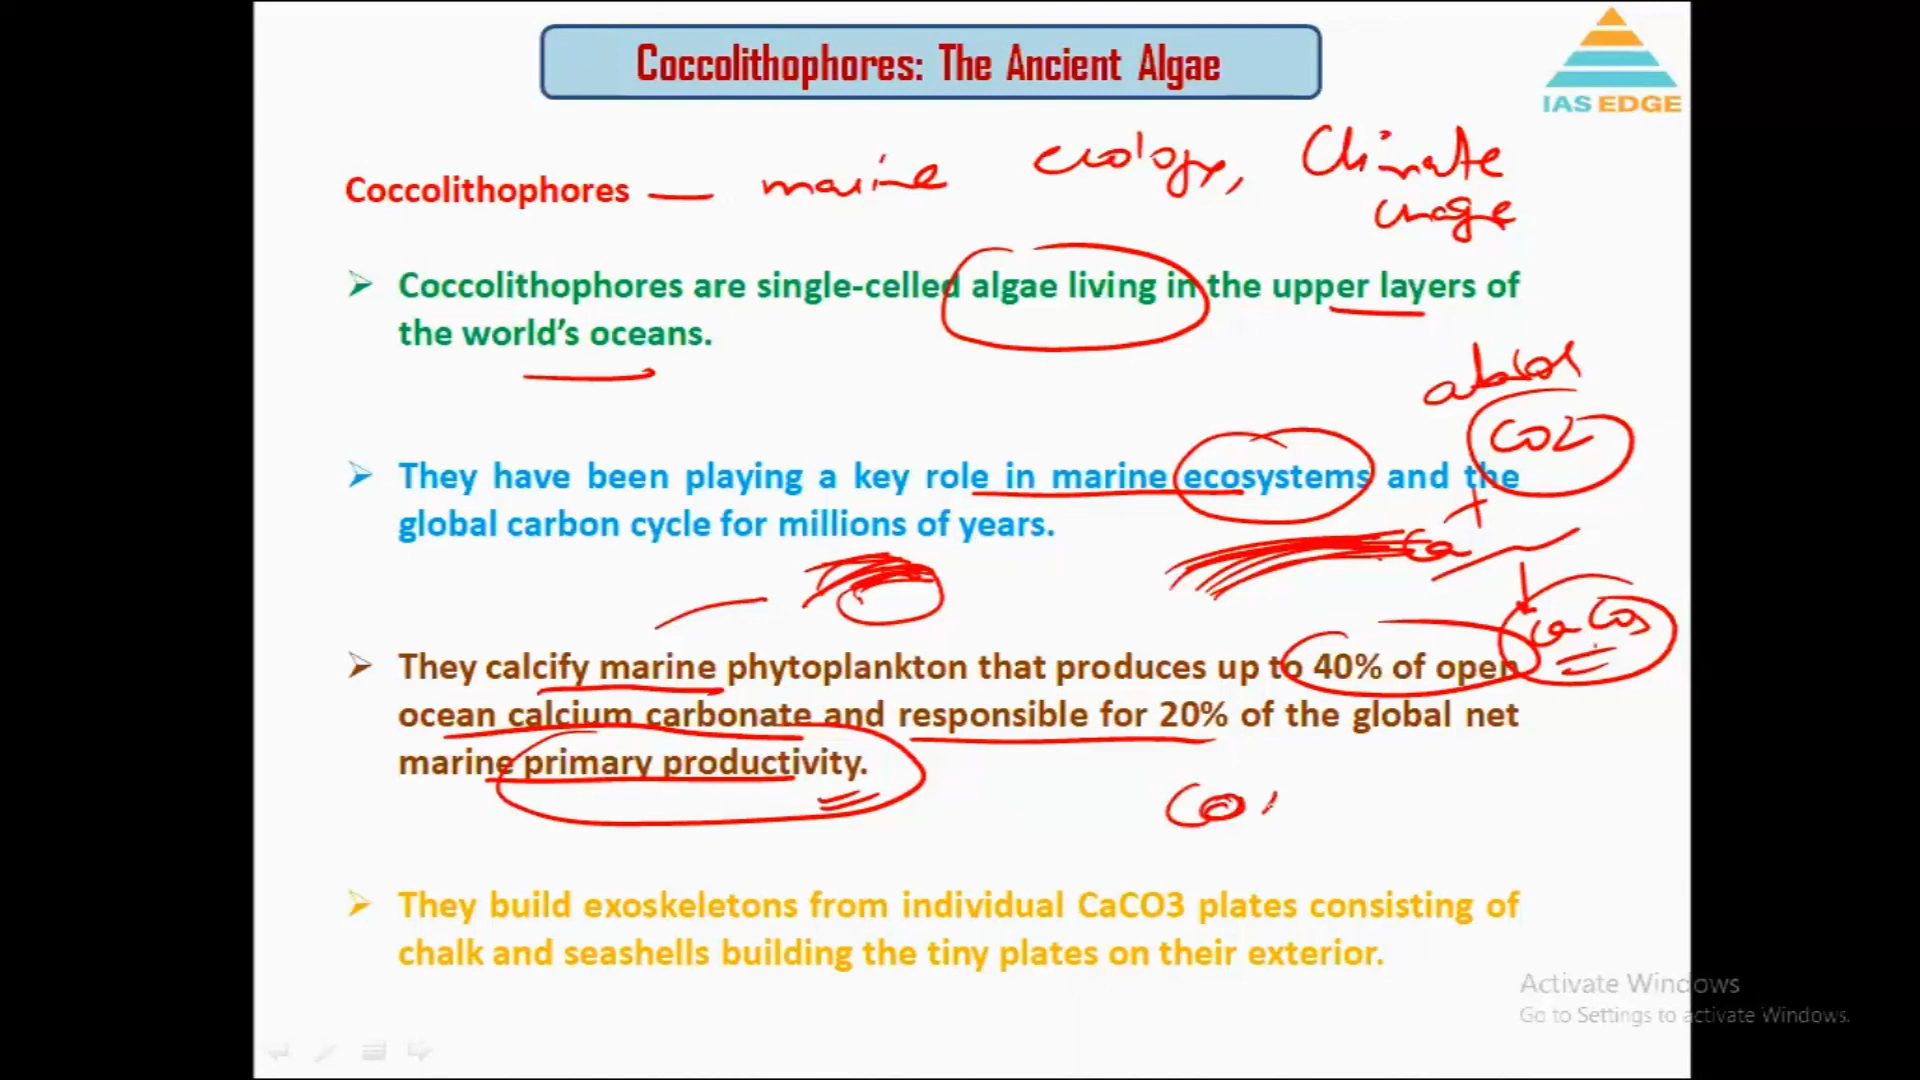 Coccolithophores: The Ancient Algae
IAS EDGE
Coccolithophores — marine ecology, Climate
Coccolithophores are single-celled algae living in the upper layers of
the world's oceans.
CO2
They have been playing a key role in marine ecosystems and the
global carbon cycle for millions of years.
+
Ca
They calcify marine phytoplankton that produces up to 40% of open
ocean calcium carbonate and responsible for 20% of the global net
marine primary productivity.
They build exoskeletons from individual CaCO3 plates consisting of
chalk and seashells building the tiny plates on their exterior.
Activate Windows
Go to Settings to activate Windows.